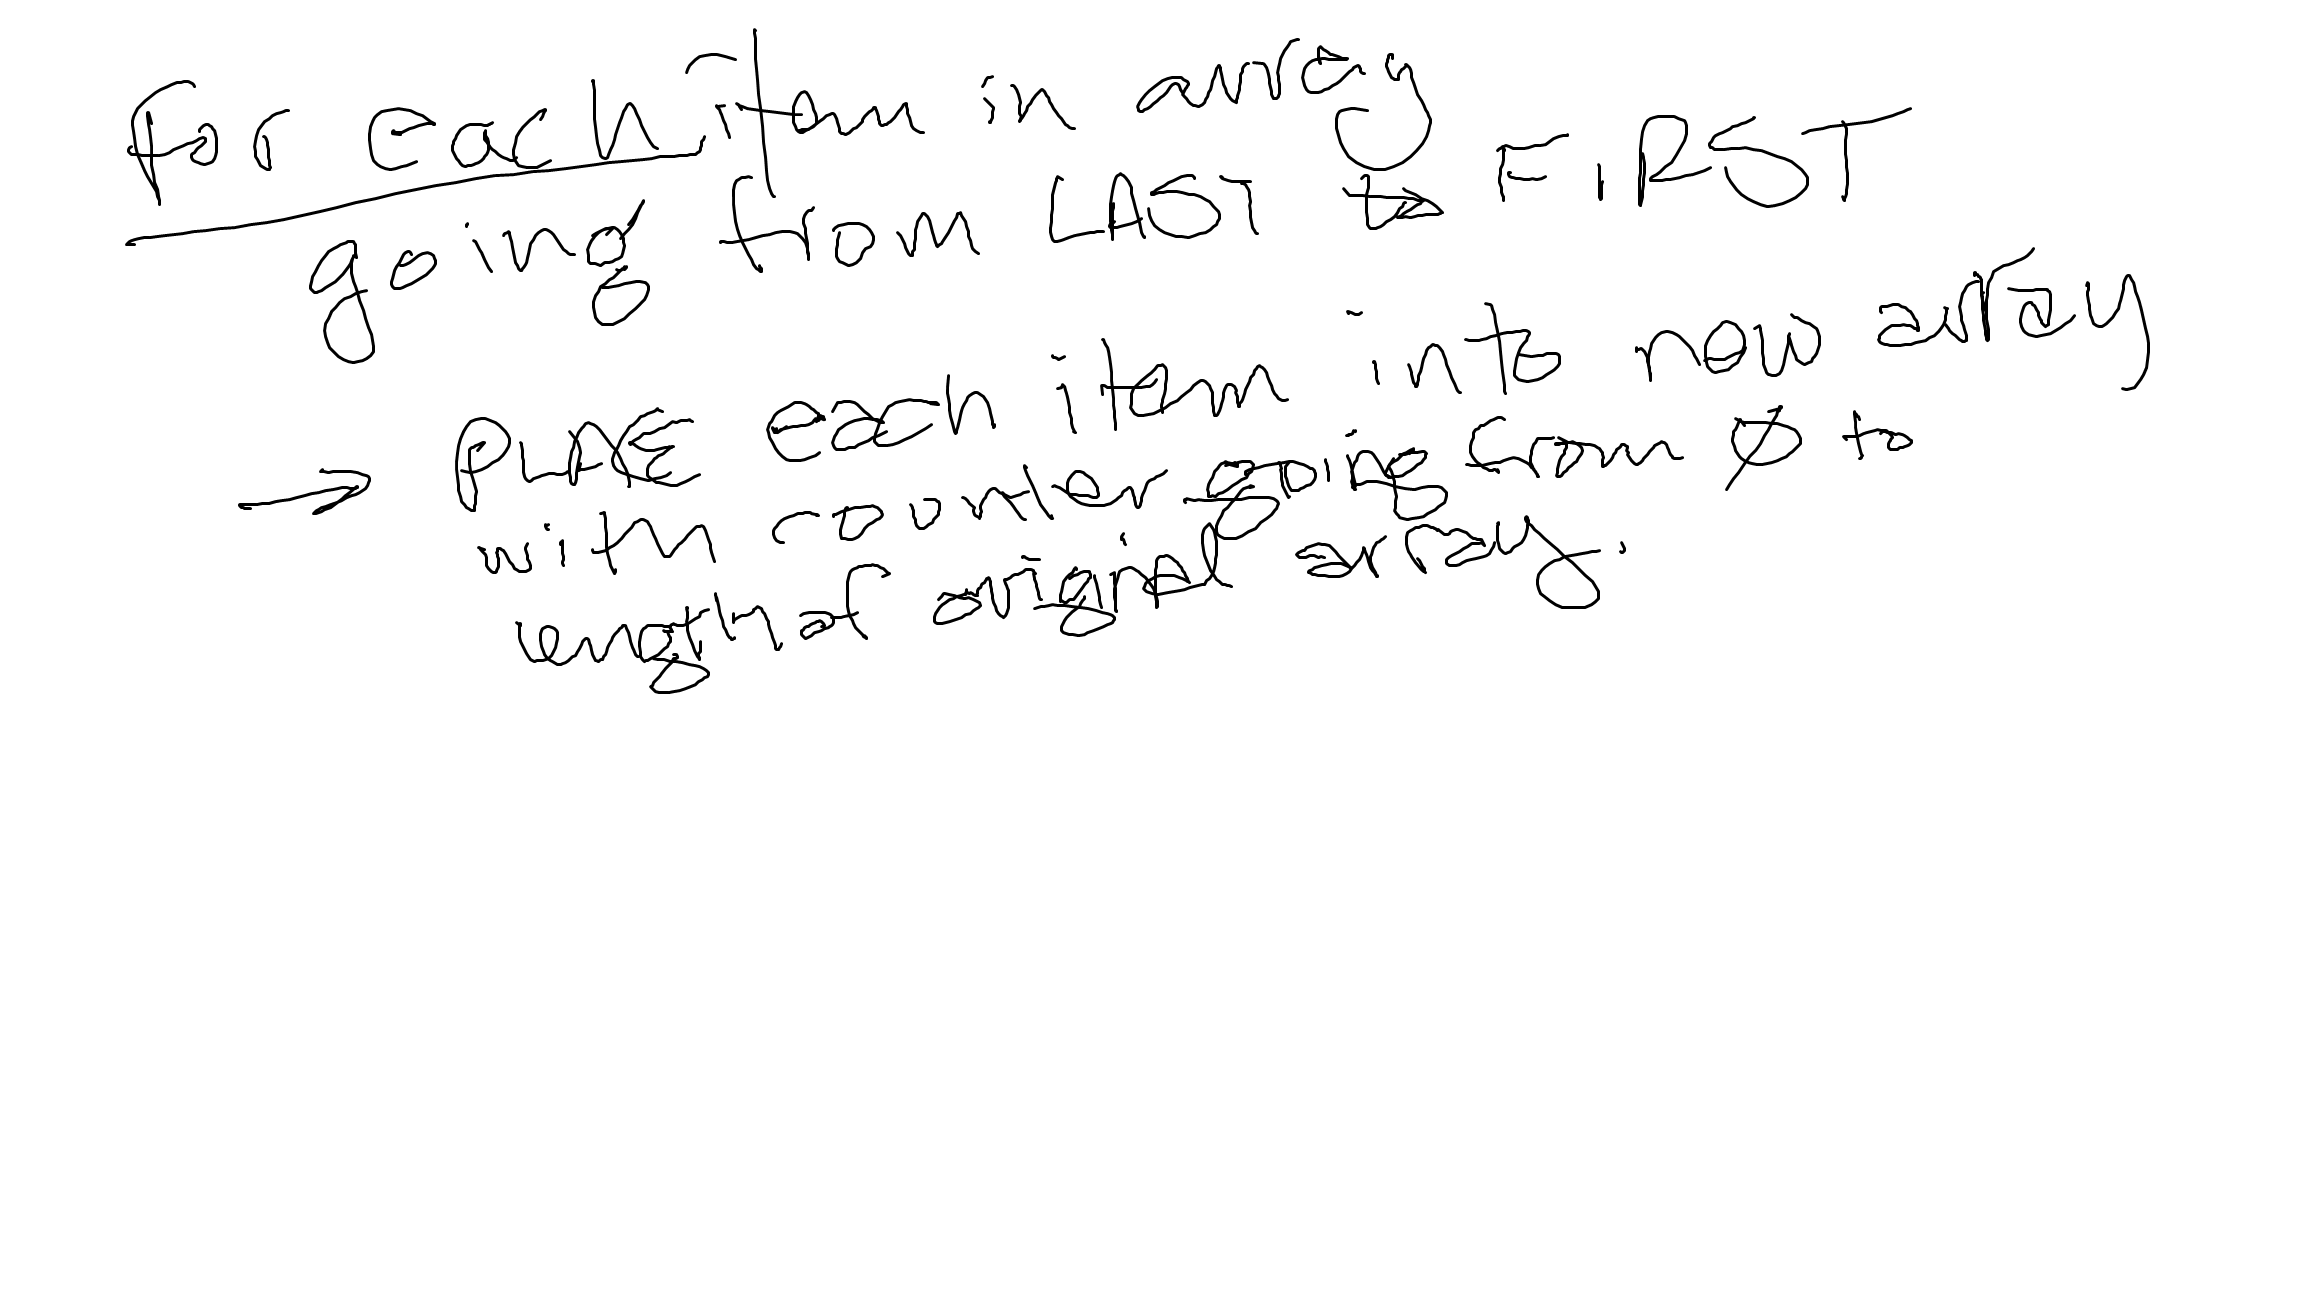 for each item in array
going from LAST to FIRST
→ PLACE each item into new array
with counter going from 0 to
length of original array.